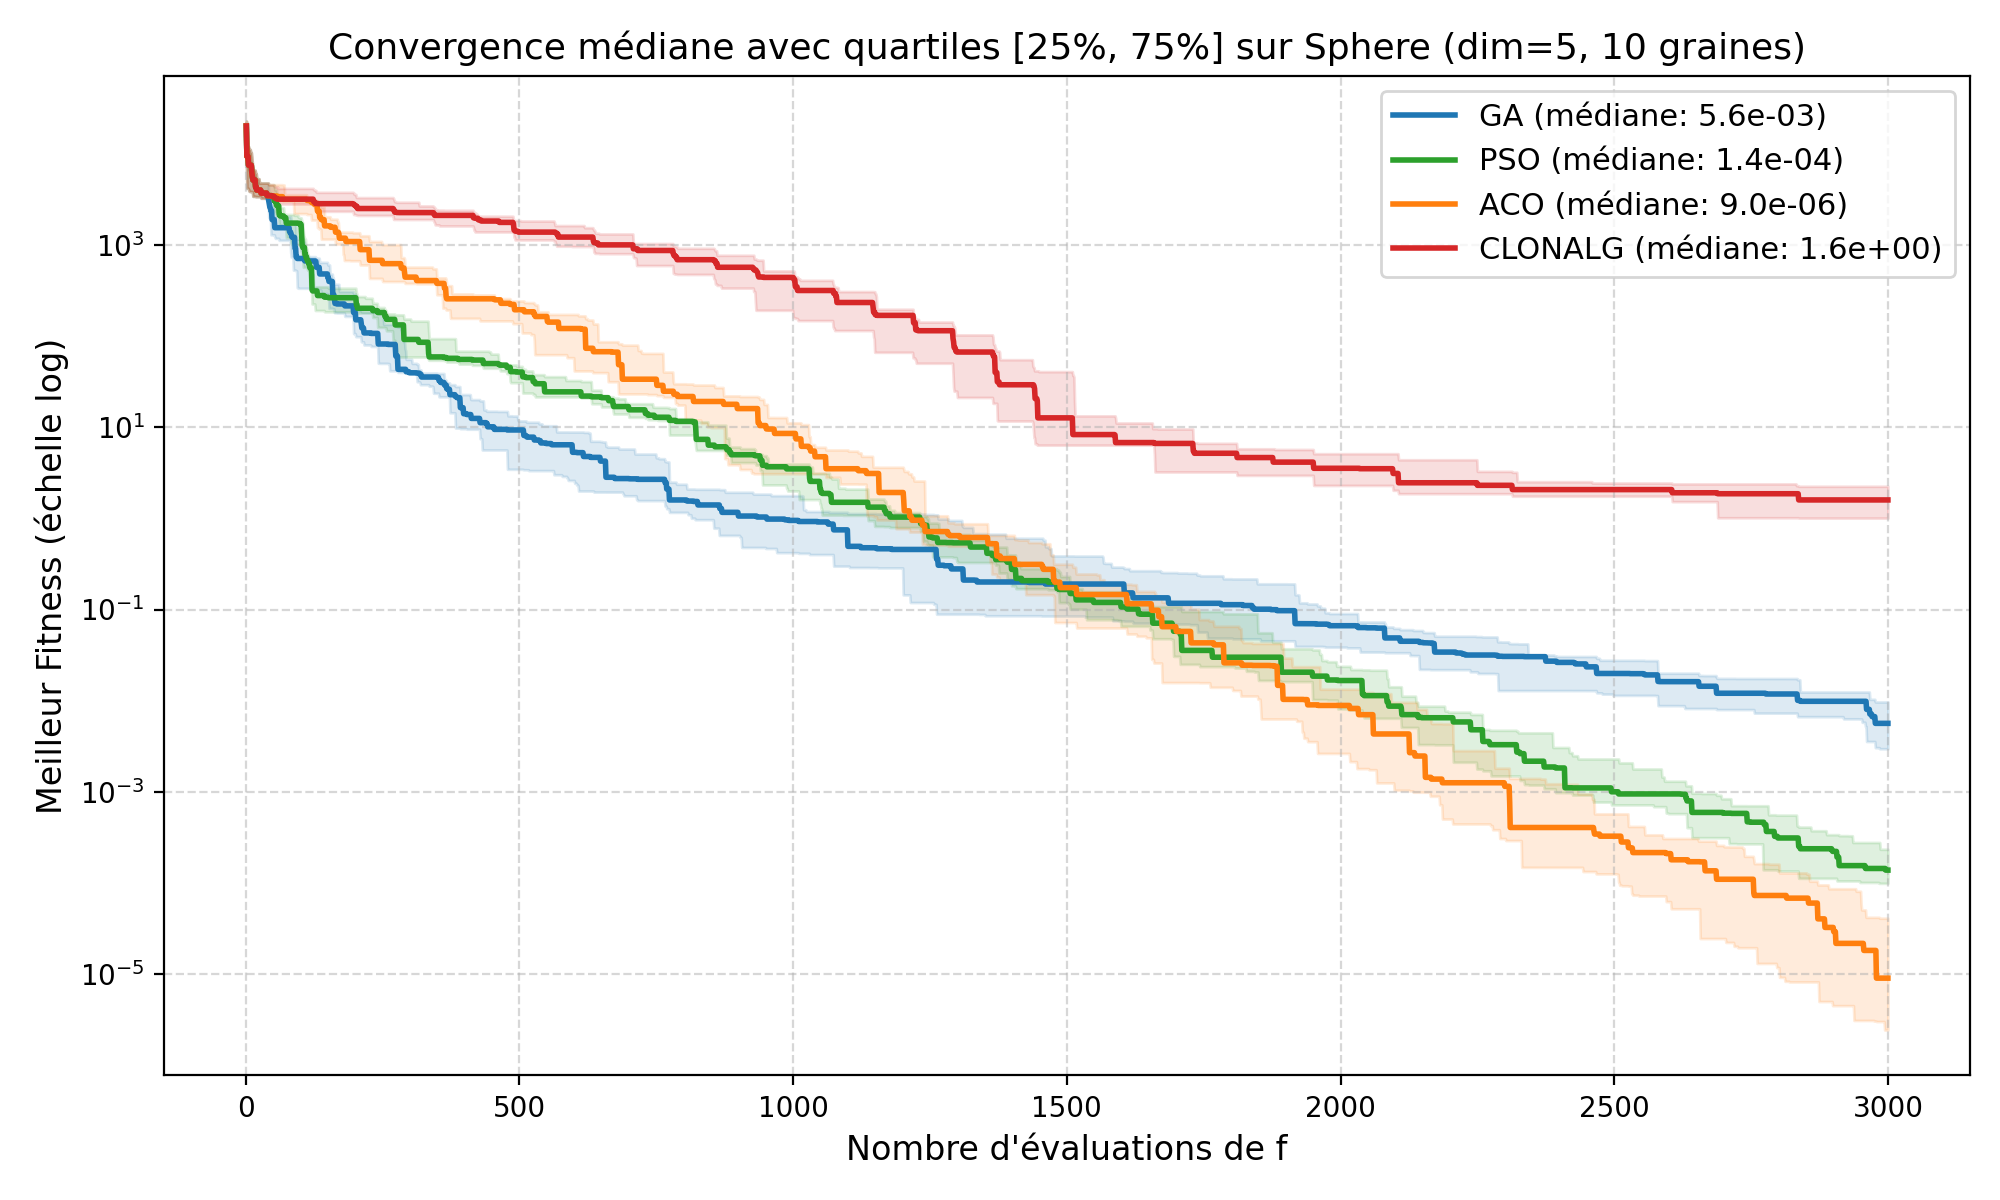 Convergence médiane avec quartiles [25%, 75%] sur Sphere (dim=5, 10 graines)
GA (médiane: 5.6e-03)
PSO (médiane: 1.4e-04)
ACO (médiane: 9.0e-06)
CLONALG (médiane: 1.6e+00)
Meilleur Fitness (échelle log)
10³
10¹
10⁻¹
10⁻³
10⁻⁵
0 500 1000 1500 2000 2500 3000
Nombre d'évaluations de f